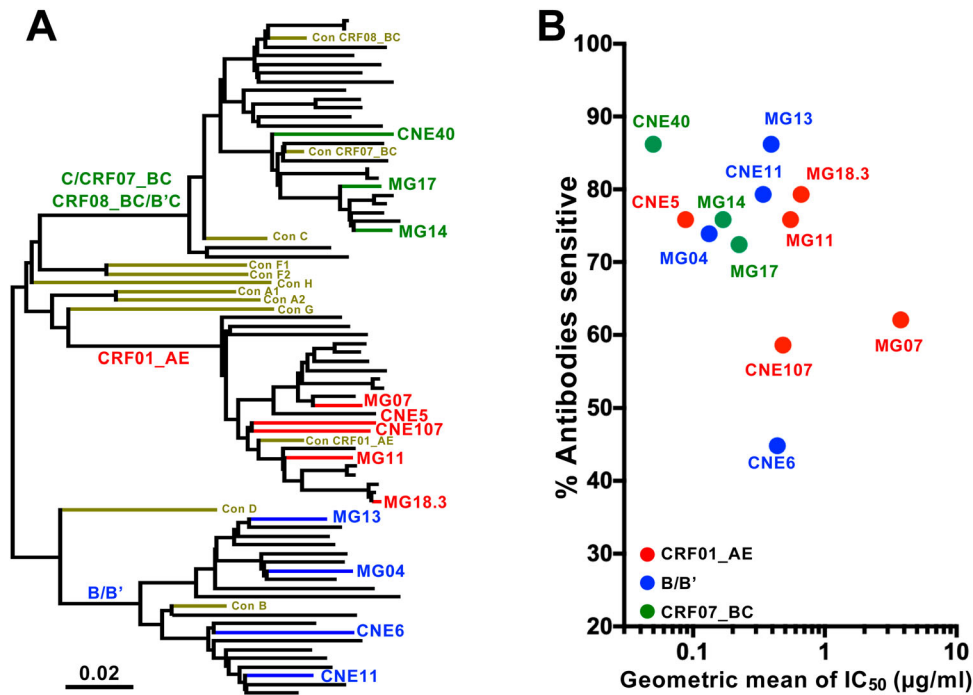 A
Con CRF08_BC
CNE40
Con CRF07_BC
C/CRF07_BC
CRF08_BC/B'C
MG17
MG14
Con C
Con F1
Con F2
Con H
Con A1
Con A2
Con G
CRF01_AE
MG07
CNE5
CNE107
Con CRF01_AE
MG11
MG18.3
Con D
MG13
MG04
B/B’
Con B
CNE6
CNE11
0.02
B
% Antibodies sensitive
100
90
80
70
60
50
40
30
20
CNE40
MG13
CNE11
MG18.3
CNE5
MG14
MG04
MG11
MG17
CNE107
MG07
CNE6
CRF01_AE
B/B’
CRF07_BC
0.1
1
10
Geometric mean of IC50 (µg/ml)